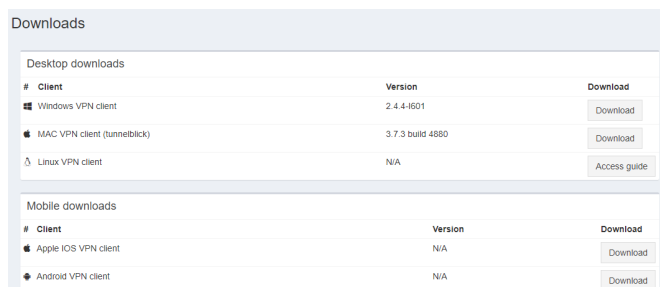 Downloads
Desktop downloads
# Client Version Download
Windows VPN client 2.4.4-I601 Download
MAC VPN client (tunnelblick) 3.7.3 build 4880 Download
Linux VPN client N/A Access guide
Mobile downloads
# Client Version Download
Apple IOS VPN client N/A Download
Android VPN client N/A Download